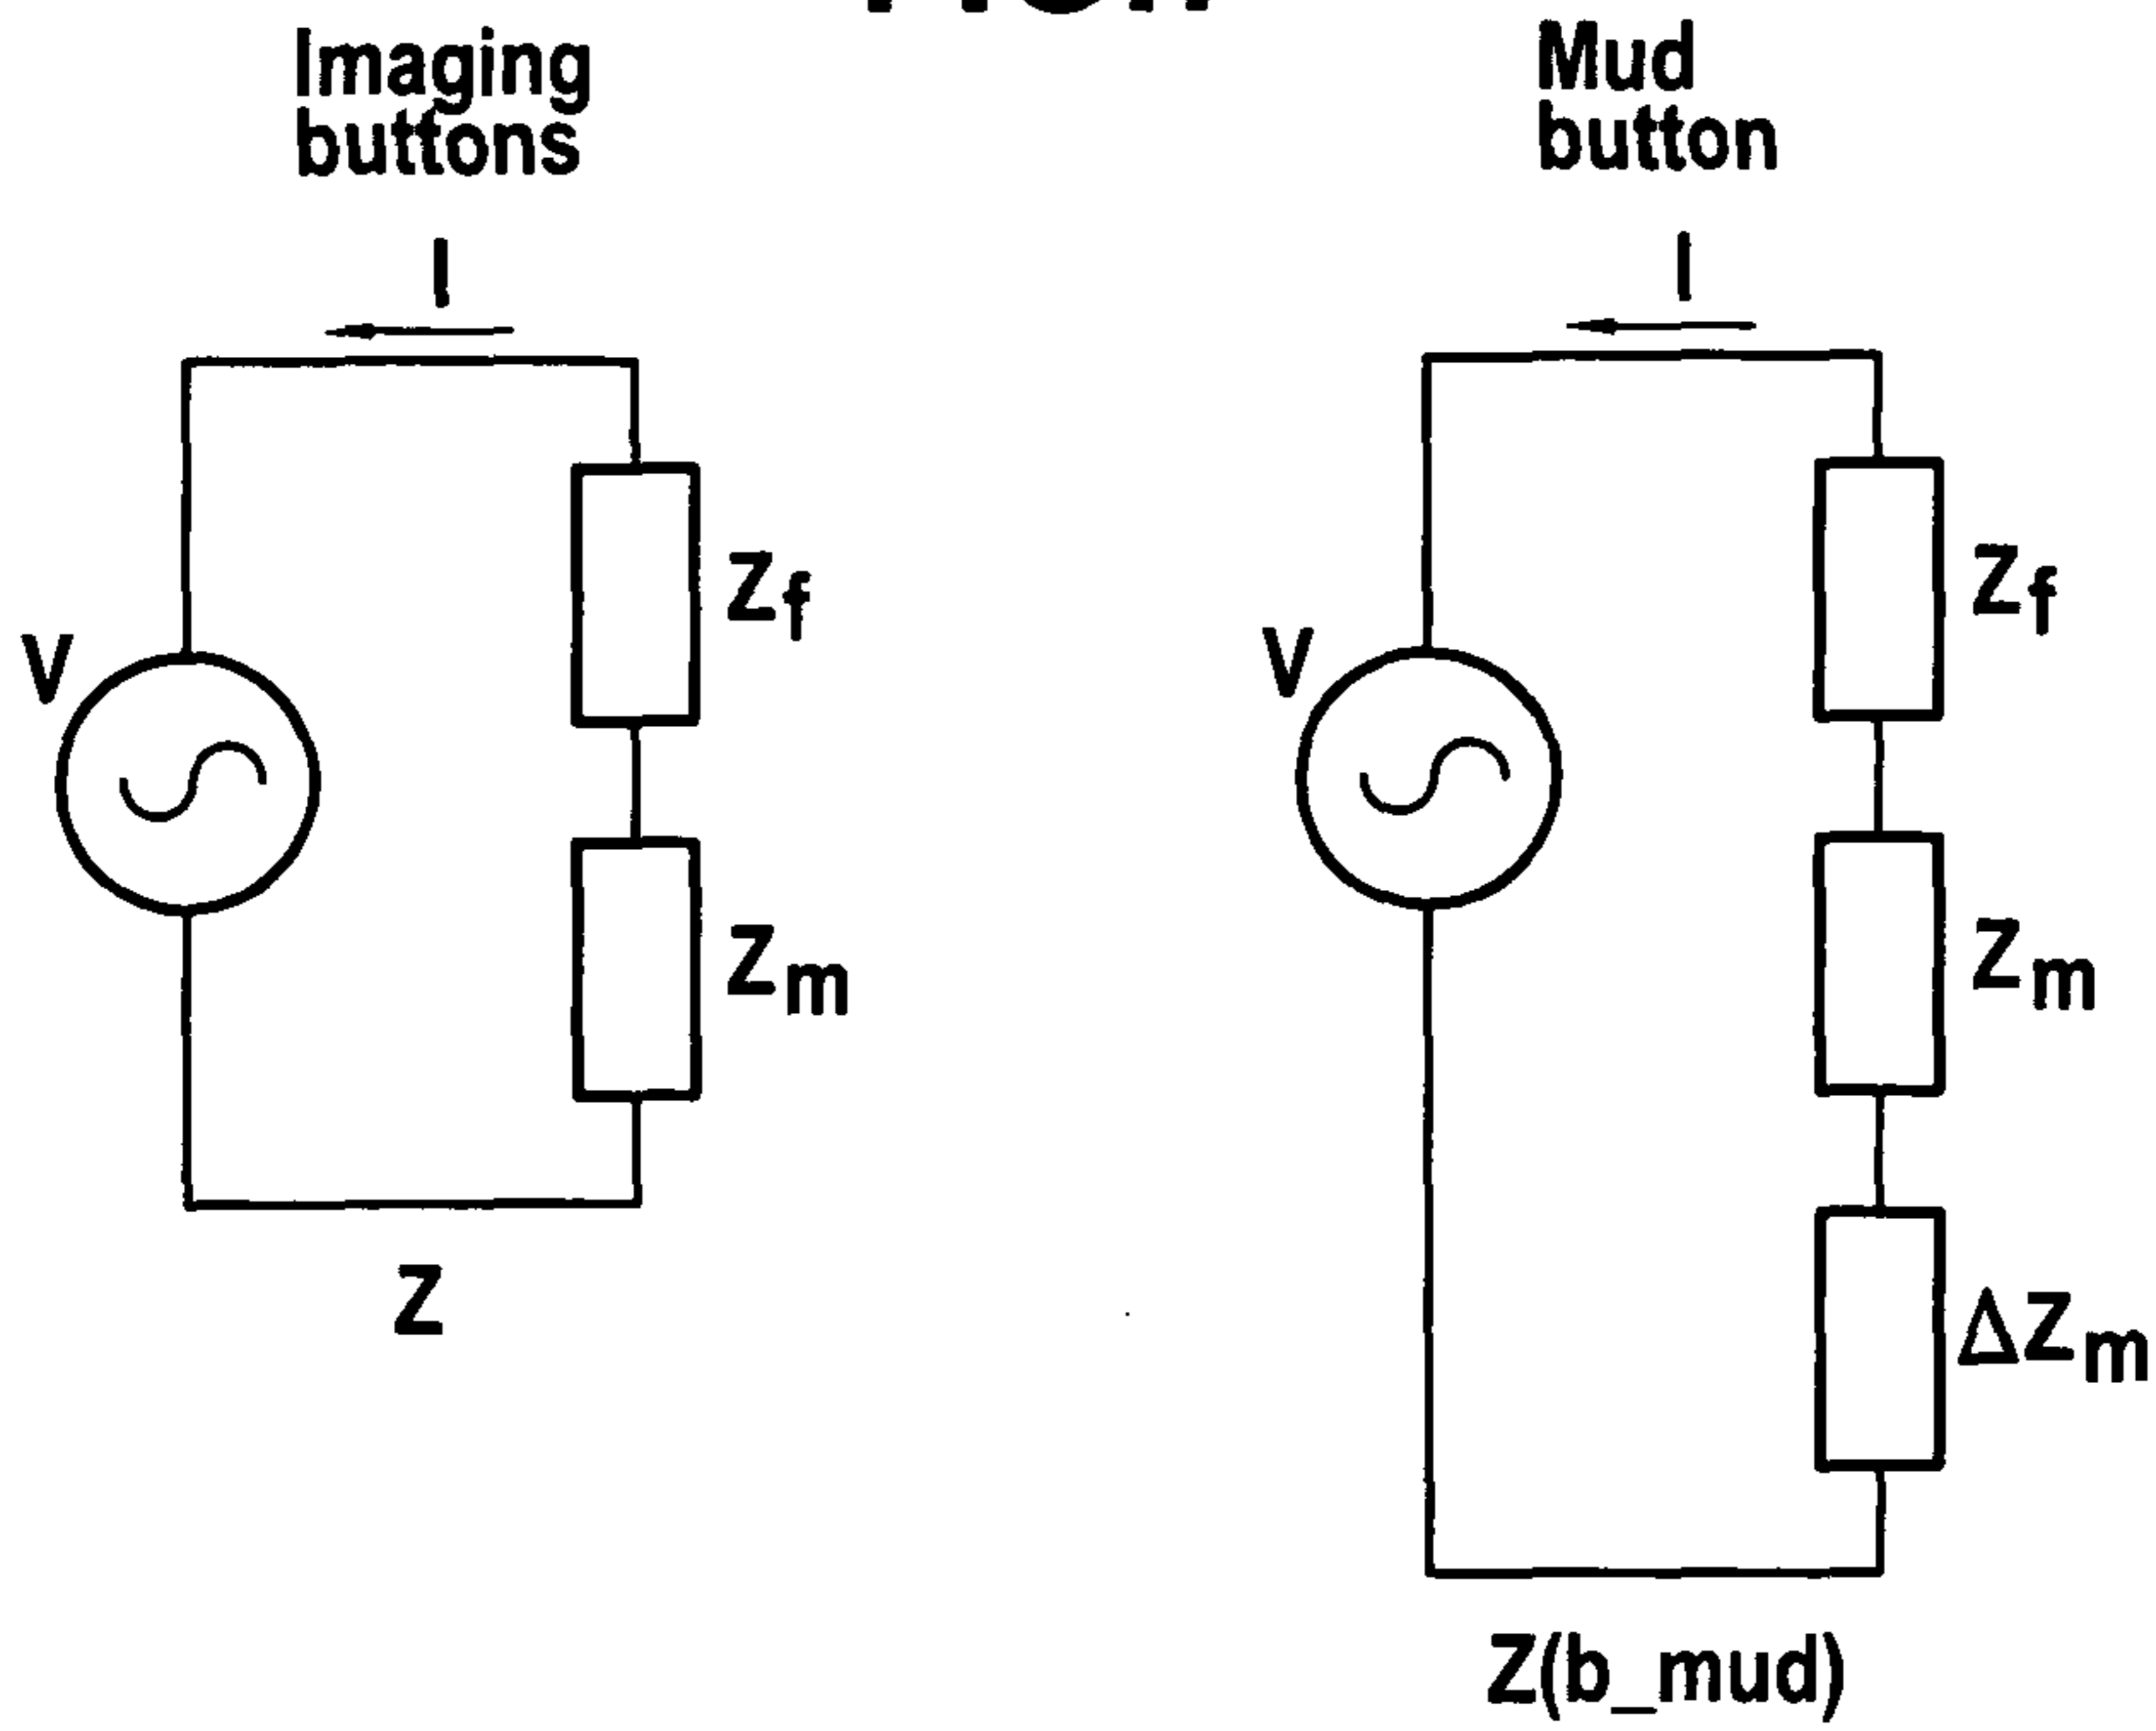 Imaging
buttons
I
V
Zf
Zm
Z
Mud
button
I
V
Zf
Zm
ΔZm
Z(b_mud)